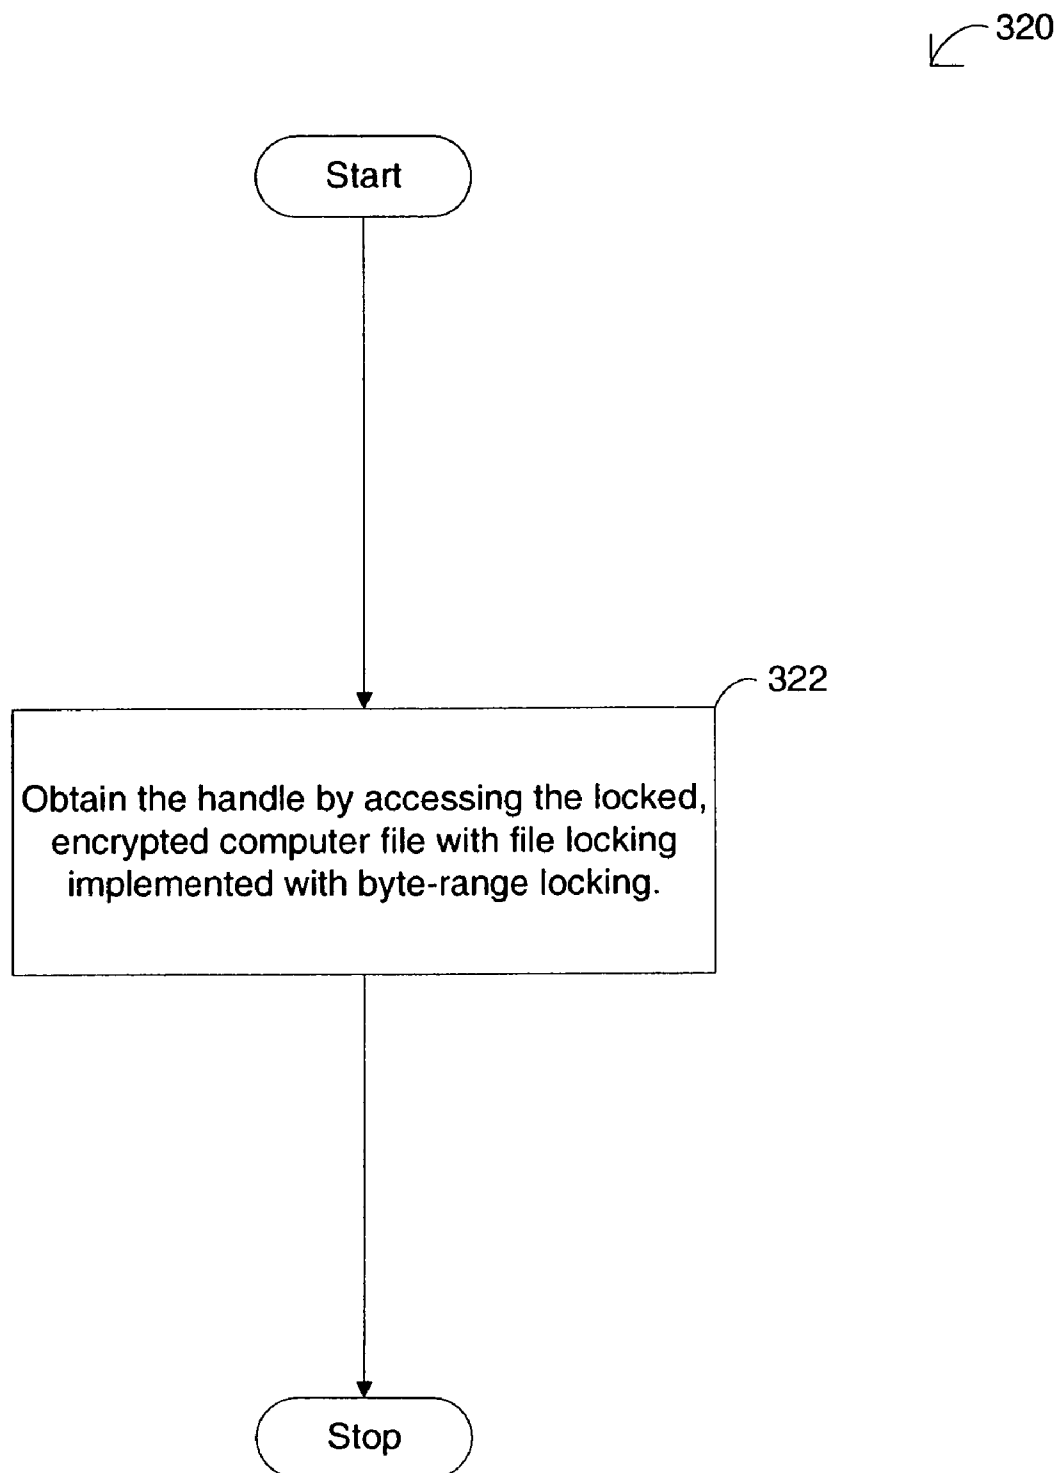 320
Start
322
Obtain the handle by accessing the locked,
encrypted computer file with file locking
implemented with byte-range locking.
Stop